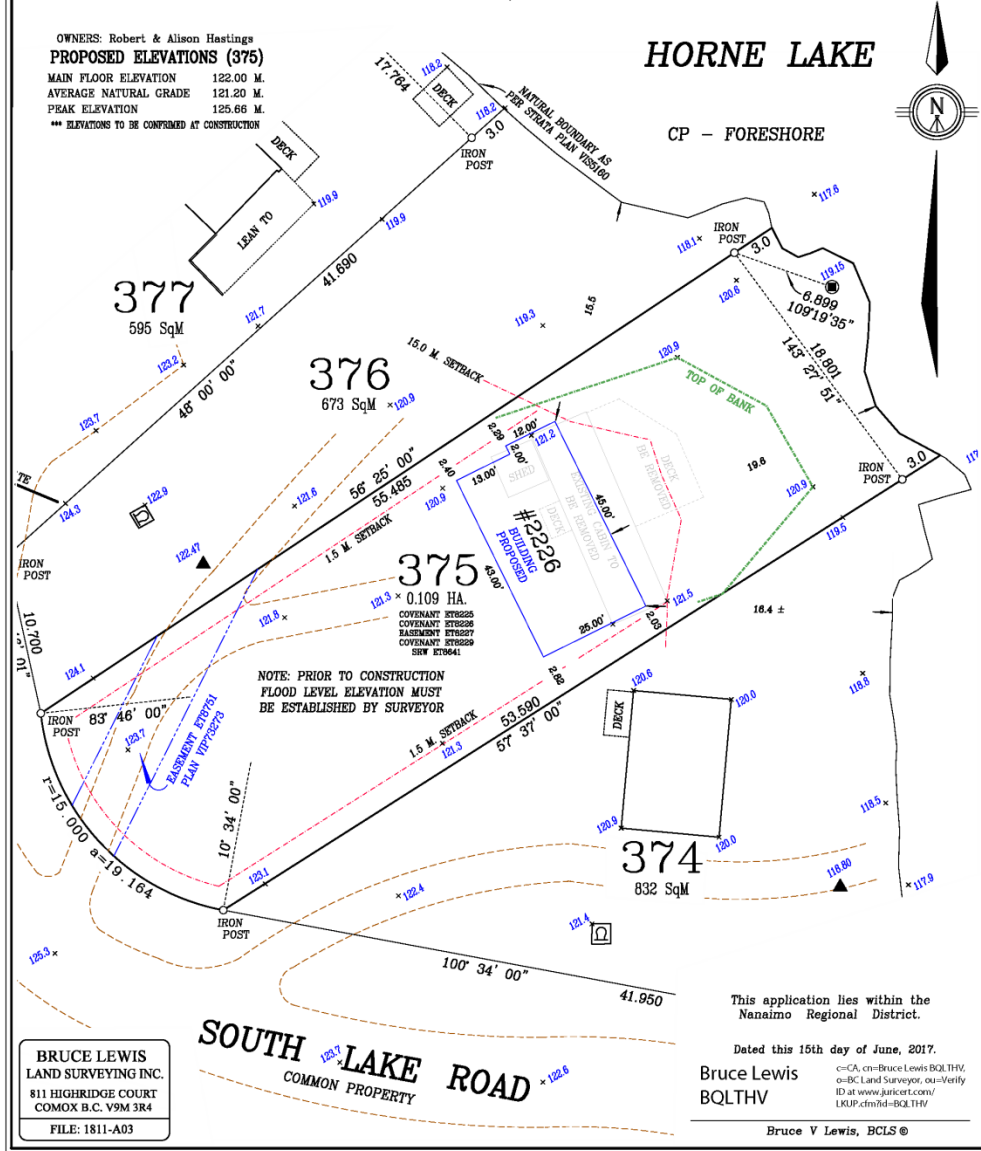 OWNERS: Robert & Alison Hastings
PROPOSED ELEVATIONS (375)
MAIN FLOOR ELEVATION 122.00 M.
AVERAGE NATURAL GRADE 121.20 M.
PEAK ELEVATION 125.66 M.
*** ELEVATIONS TO BE CONFRIMED AT CONSTRUCTION
HORNE LAKE
CP - FORESHORE
N
17.764
118.2
DECK
118.2
3.0
IRON
POST
NATURAL BOUNDARY AS
PER STRATA PLAN VIS5160
DECK
LEAN TO
119.9
119.9
41.690
117.6
118.1
IRON
POST
3.0
119.15
120.6
6.899
109°19'35"
377
595 SqM
121.7
123.2
48° 00' 00"
123.7
119.3
15.5
15.0 M. SETBACK
376
673 SqM
120.9
120.9
TOP OF BANK
18.801
143° 27' 51"
2.29
12.00'
121.2
2.00'
2.40
13.00'
SHED
DECK
DECK
BE REMOVED
EXISTING CABIN TO
BE REMOVED
45.00'
19.6
IRON
POST
3.0
117
120.9
119.5
TE
124.3
122.9
121.6
56° 25' 00"
55.485
120.9
1.5 M. SETBACK
122.47
#2226
BUILDING
PROPOSED
43.00'
25.00'
375
0.109 HA.
COVENANT ET8225
COVENANT ET8226
EASEMENT ET8227
COVENANT ET8229
SRW ET8641
121.3
121.8
121.5
2.03
2.82
16.4 ±
IRON
POST
10.700
01"
124.1
NOTE: PRIOR TO CONSTRUCTION
FLOOD LEVEL ELEVATION MUST
BE ESTABLISHED BY SURVEYOR
IRON
POST
83° 46' 00"
123.7
EASEMENT ET8751
PLAN VIP73273
1.5 M. SETBACK
121.3
53.590
57° 37' 00"
120.6
120.0
DECK
118.8
118.5
120.9
120.0
374
832 SqM
r=15.000 a=19.164
10° 34' 00"
123.1
IRON
POST
122.4
118.80
117.9
121.4
125.3
100° 34' 00"
41.950
SOUTH LAKE ROAD
COMMON PROPERTY
123.7
122.6
This application lies within the
Nanaimo Regional District.
Dated this 15th day of June, 2017.
Bruce Lewis
BQLTHV
c=CA, cn=Bruce Lewis BQLTHV,
o=BC Land Surveyor, ou=Verify
ID at www.juricert.com/
LKUP.cfm?id=BQLTHV
Bruce V Lewis, BCLS ©
BRUCE LEWIS
LAND SURVEYING INC.
811 HIGHRIDGE COURT
COMOX B.C. V9M 3R4
FILE: 1811-A03